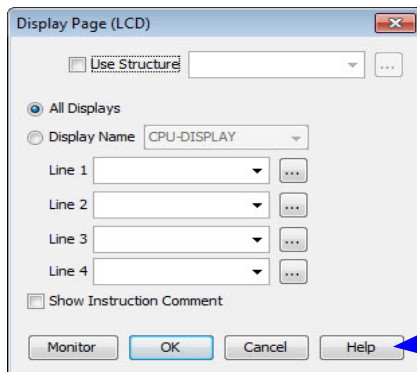 Display Page (LCD)
Use Structure
...
All Displays
Display Name CPU-DISPLAY
Line 1 ...
Line 2 ...
Line 3 ...
Line 4 ...
Show Instruction Comment
Monitor OK Cancel Help